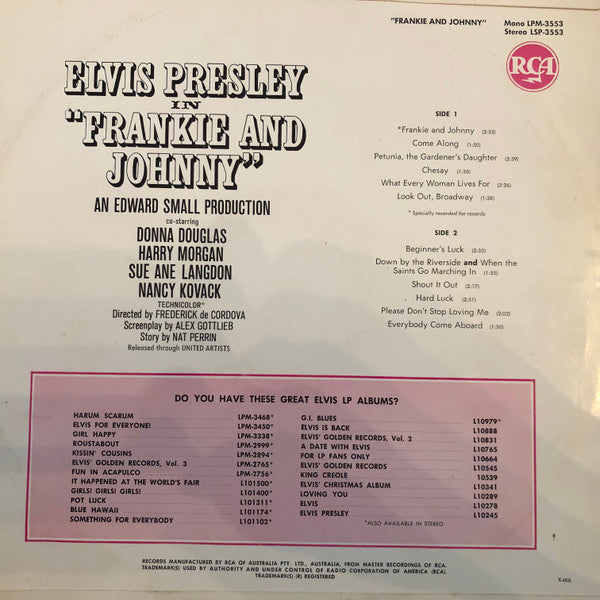 "FRANKIE AND JOHNNY"
Mono LPM-3553
Stereo LSP-3553
RCA
ELVIS PRESLEY
IN
"FRANKIE AND
JOHNNY"
AN EDWARD SMALL PRODUCTION
co-starring
DONNA DOUGLAS
HARRY MORGAN
SUE ANE LANGDON
NANCY KOVACK
TECHNICOLOR®
Directed by FREDERICK de CORDOVA
Screenplay by ALEX GOTTLIEB
Story by NAT PERRIN
Released through UNITED ARTISTS
SIDE 1
*Frankie and Johnny (2:33)
Come Along (1:50)
Petunia, the Gardener's Daughter (2:59)
Chesay (1:38)
What Every Woman Lives For (2:26)
Look Out, Broadway (1:38)
* Specially recorded for records
SIDE 2
Beginner's Luck (2:33)
Down by the Riverside and When the
Saints Go Marching In (1:55)
Shout It Out (2:17)
Hard Luck (2:51)
Please Don't Stop Loving Me (2:02)
Everybody Come Aboard (1:50)
DO YOU HAVE THESE GREAT ELVIS LP ALBUMS?
HARUM SCARUM LPM-3468*
ELVIS FOR EVERYONE! LPM-3450*
GIRL HAPPY LPM-3338*
ROUSTABOUT LPM-2999*
KISSIN' COUSINS LPM-2894*
ELVIS' GOLDEN RECORDS, Vol. 3 LPM-2765*
FUN IN ACAPULCO LPM-2756*
IT HAPPENED AT THE WORLD'S FAIR L101500*
GIRLS! GIRLS! GIRLS! L101400*
POT LUCK L101311*
BLUE HAWAII L101174*
SOMETHING FOR EVERYBODY L101102*
G.I. BLUES L10979*
ELVIS IS BACK L10888
ELVIS' GOLDEN RECORDS, Vol. 2 L10831
A DATE WITH ELVIS L10765
FOR LP FANS ONLY L10664
ELVIS' GOLDEN RECORDS L10545
KING CREOLE 10539
ELVIS' CHRISTMAS ALBUM L10341
LOVING YOU L10289
ELVIS L10278
ELVIS PRESLEY L10245
*ALSO AVAILABLE IN STEREO
RECORDS MANUFACTURED BY RCA OF AUSTRALIA PTY. LTD., AUSTRALIA, FROM MASTER RECORDINGS OF RCA.
TRADEMARK(S) USED BY AUTHORITY AND UNDER CONTROL OF RADIO CORPORATION OF AMERICA (RCA).
TRADEMARK(S) ® REGISTERED
X466